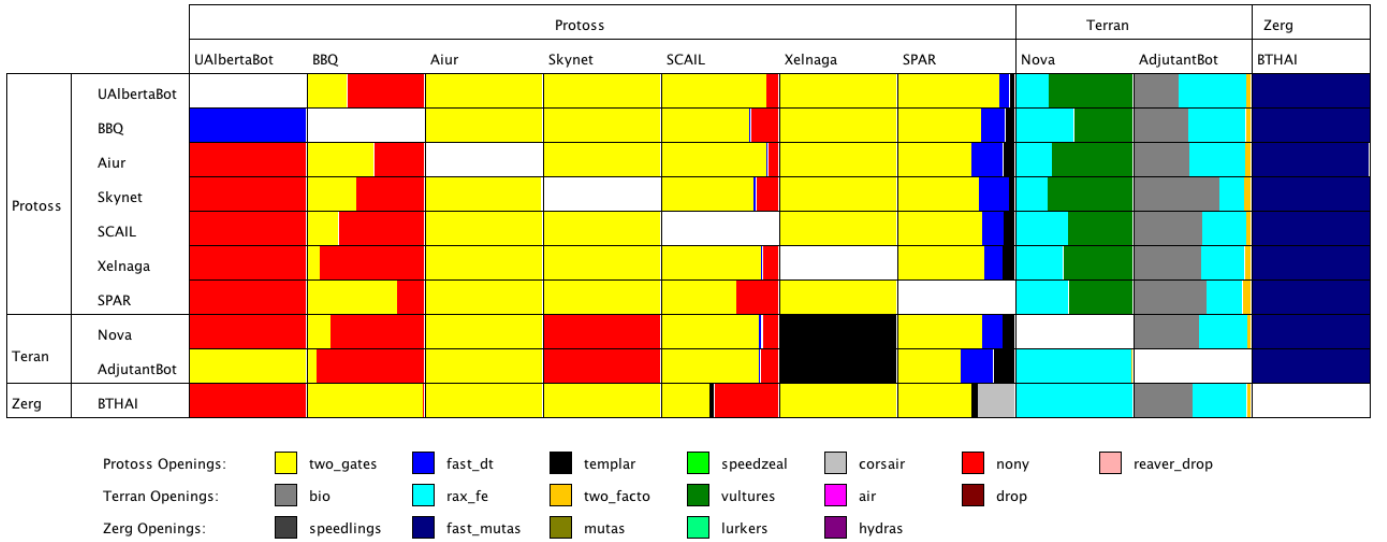 Protoss Terran Zerg
UAlbertaBot BBQ Aiur Skynet SCAIL Xelnaga SPAR Nova AdjutantBot BTHAI
Protoss
UAlbertaBot
BBQ
Aiur
Skynet
SCAIL
Xelnaga
SPAR
Teran
Nova
AdjutantBot
Zerg BTHAI
Protoss Openings: two_gates fast_dt templar speedzeal corsair nony reaver_drop
Terran Openings: bio rax_fe two_facto vultures air drop
Zerg Openings: speedlings fast_mutas mutas lurkers hydras